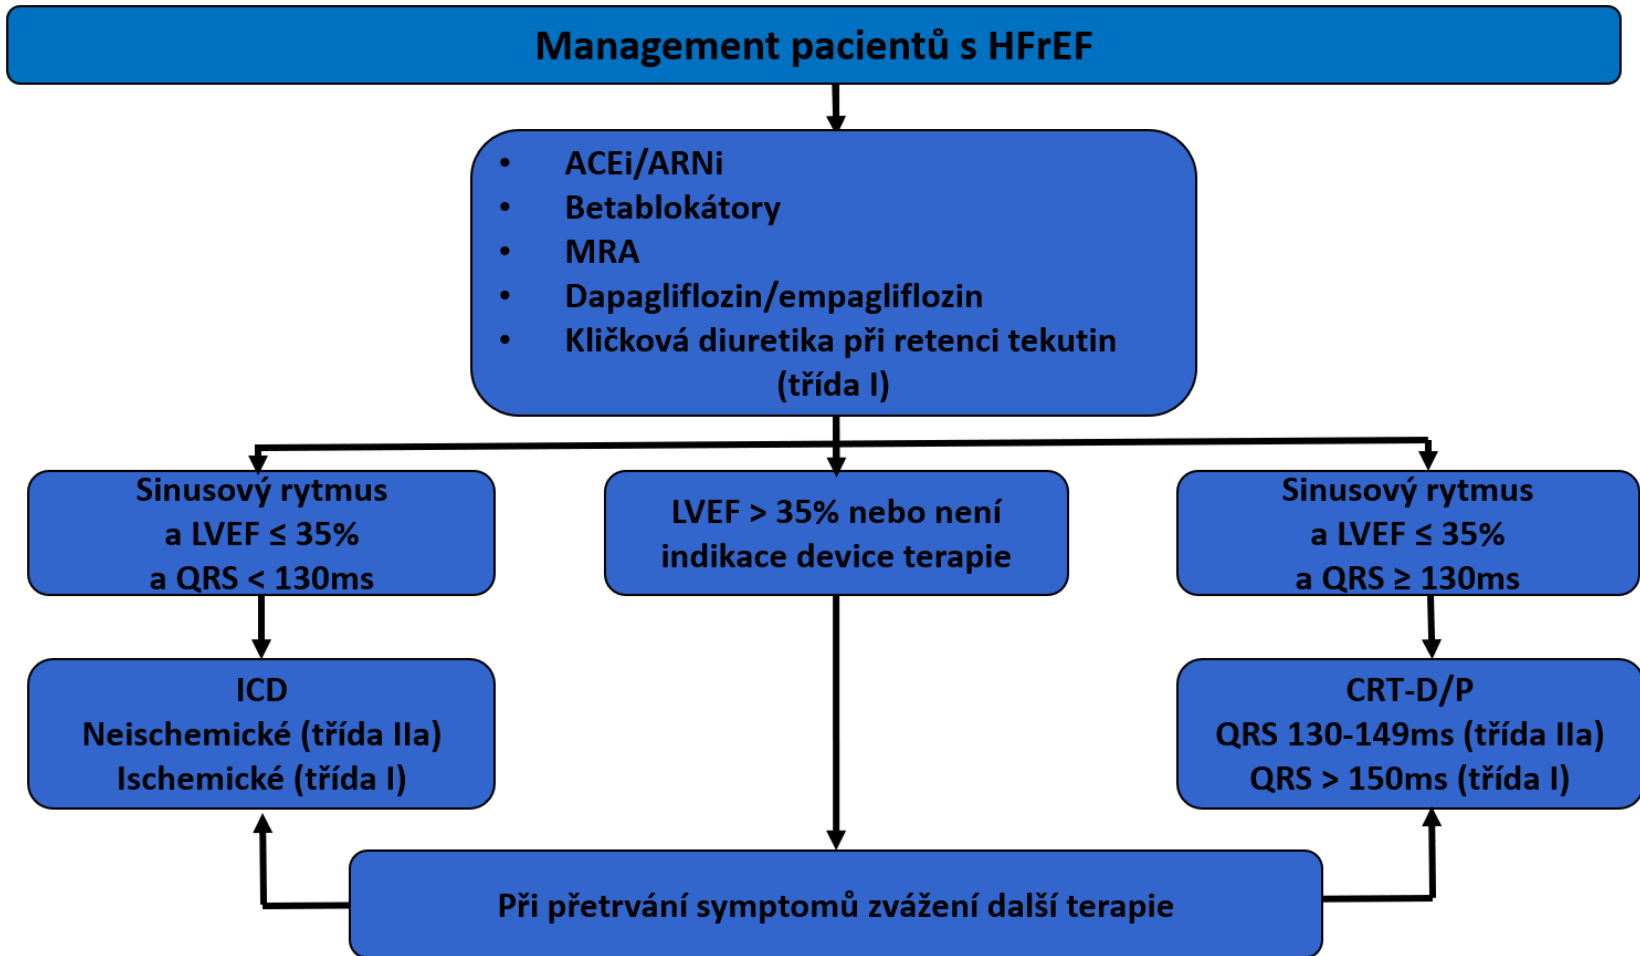 Management pacientů s HFrEF
• ACEi/ARNi
• Betablokátory
• MRA
• Dapagliflozin/empagliflozin
• Kličková diuretika při retenci tekutin
(třída I)
Sinusový rytmus
a LVEF ≤ 35%
a QRS < 130ms
LVEF > 35% nebo není
indikace device terapie
Sinusový rytmus
a LVEF ≤ 35%
a QRS ≥ 130ms
ICD
Neischemické (třída IIa)
Ischemické (třída I)
CRT-D/P
QRS 130-149ms (třída IIa)
QRS > 150ms (třída I)
Při přetrvání symptomů zvážení další terapie